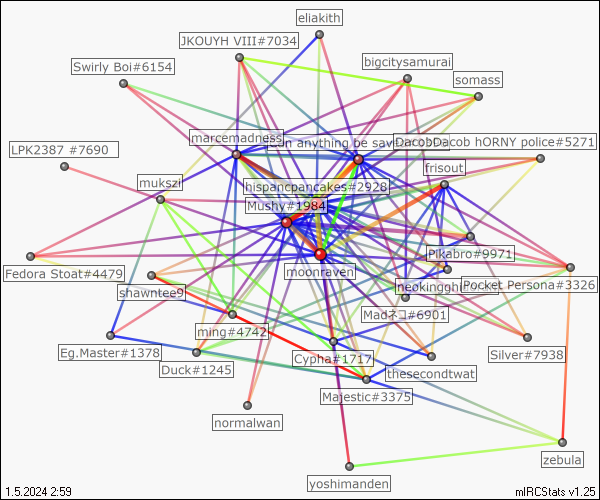 eliakith
JKOUYH VIII#7034
bigcitysamurai
Swirly Boi#6154
somass
marcemadness
n anything be sav
DacobDacob hORNY police#5271
LPK2387 #7690
frisout
mukszi
hispancpancakes#2928
Mushy#1984
Pikabro#9971
moonraven
Fedora Stoat#4479
shawntee9
neokingghi
Pocket Persona#3326
Madネコ#6901
ming#4742
Eg.Master#1378
Cypha#1717
Silver#7938
Duck#1245
thesecondtwat
Majestic#3375
normalwan
zebula
yoshimanden
1.5.2024 2:59
mIRCStats v1.25